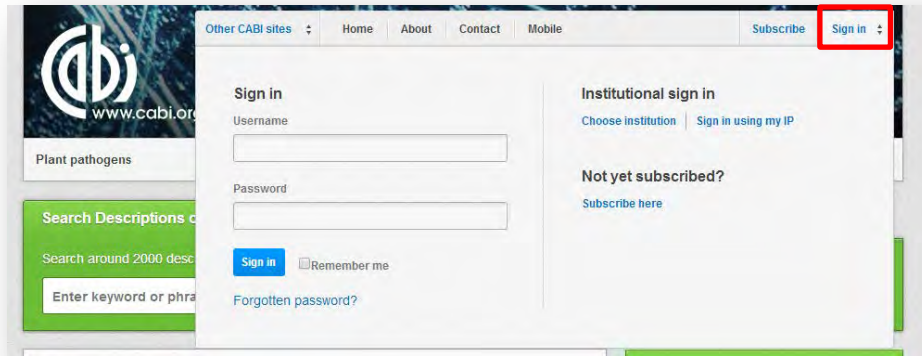 Other CABI sites Home About Contact Mobile Subscribe Sign in
cabi
www.cabi.or
Plant pathogens
Search Descriptions o
Search around 2000 desc
Enter keyword or phra
Sign in
Username
Password
Sign in Remember me
Forgotten password?
Institutional sign in
Choose institution Sign in using my IP
Not yet subscribed?
Subscribe here